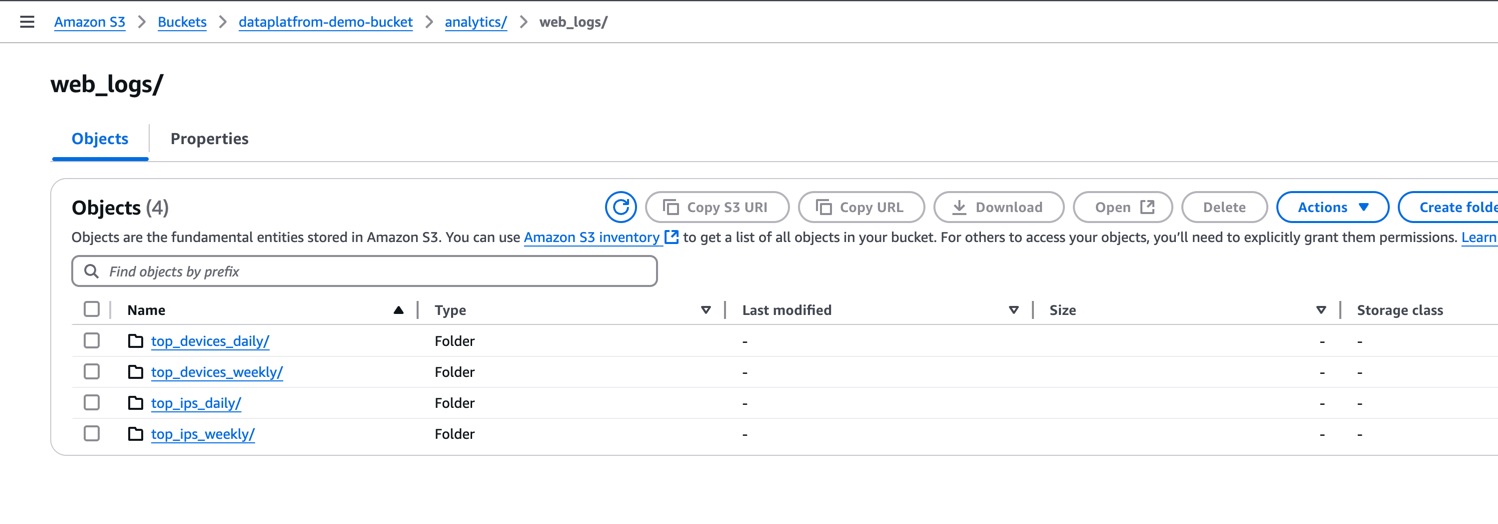 Amazon S3 > Buckets > dataplatfrom-demo-bucket > analytics/ > web_logs/
web_logs/
Objects Properties
Objects (4) Copy S3 URI Copy URL Download Open Delete Actions Create folde
Objects are the fundamental entities stored in Amazon S3. You can use Amazon S3 inventory to get a list of all objects in your bucket. For others to access your objects, you'll need to explicitly grant them permissions. Learn
Find objects by prefix
Name Type Last modified Size Storage class
top_devices_daily/ Folder - - -
top_devices_weekly/ Folder - - -
top_ips_daily/ Folder - - -
top_ips_weekly/ Folder - - -